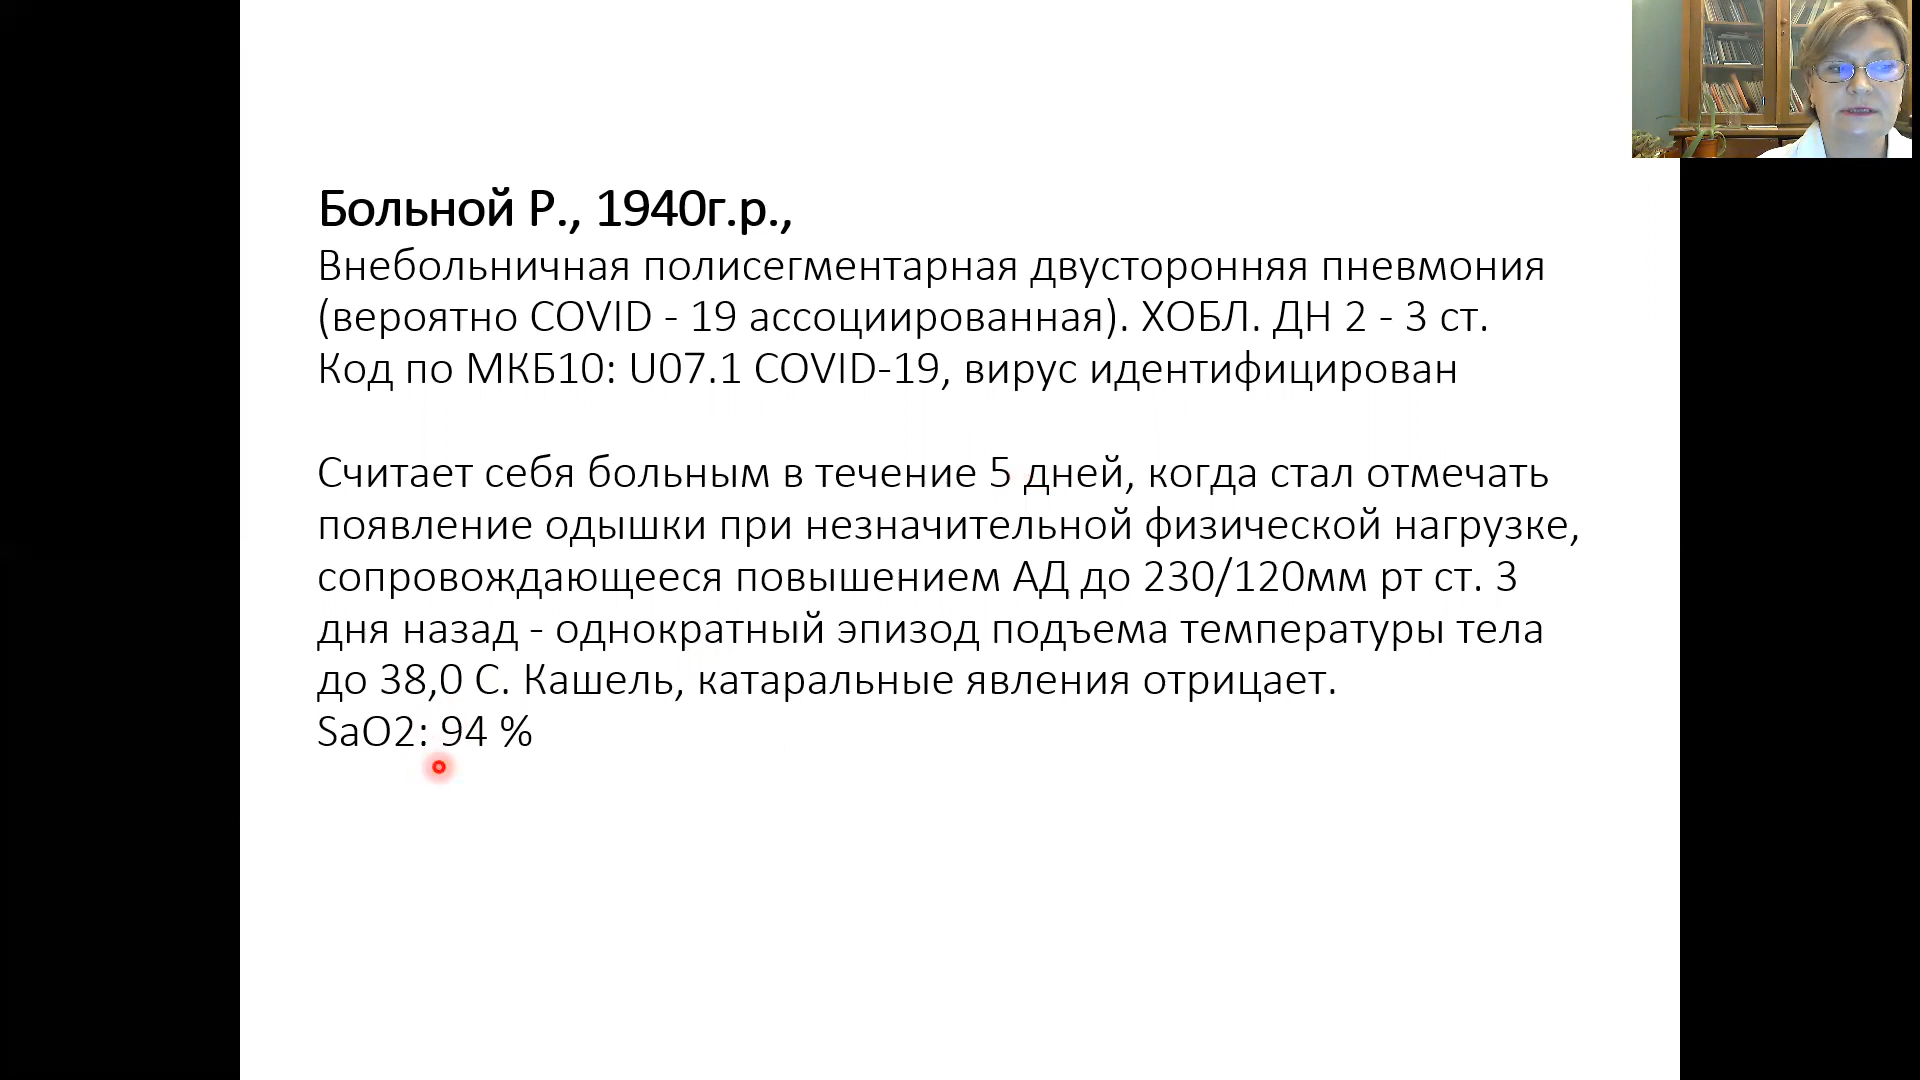 Больной Р., 1940г.р.,
Внебольничная полисегментарная двусторонняя пневмония
(вероятно COVID - 19 ассоциированная). ХОБЛ. ДН 2 - 3 ст.
Код по МКБ10: U07.1 COVID-19, вирус идентифицирован
Считает себя больным в течение 5 дней, когда стал отмечать
появление одышки при незначительной физической нагрузке,
сопровождающееся повышением АД до 230/120мм рт ст. 3
дня назад - однократный эпизод подъема температуры тела
до 38,0 С. Кашель, катаральные явления отрицает.
SaO2: 94 %